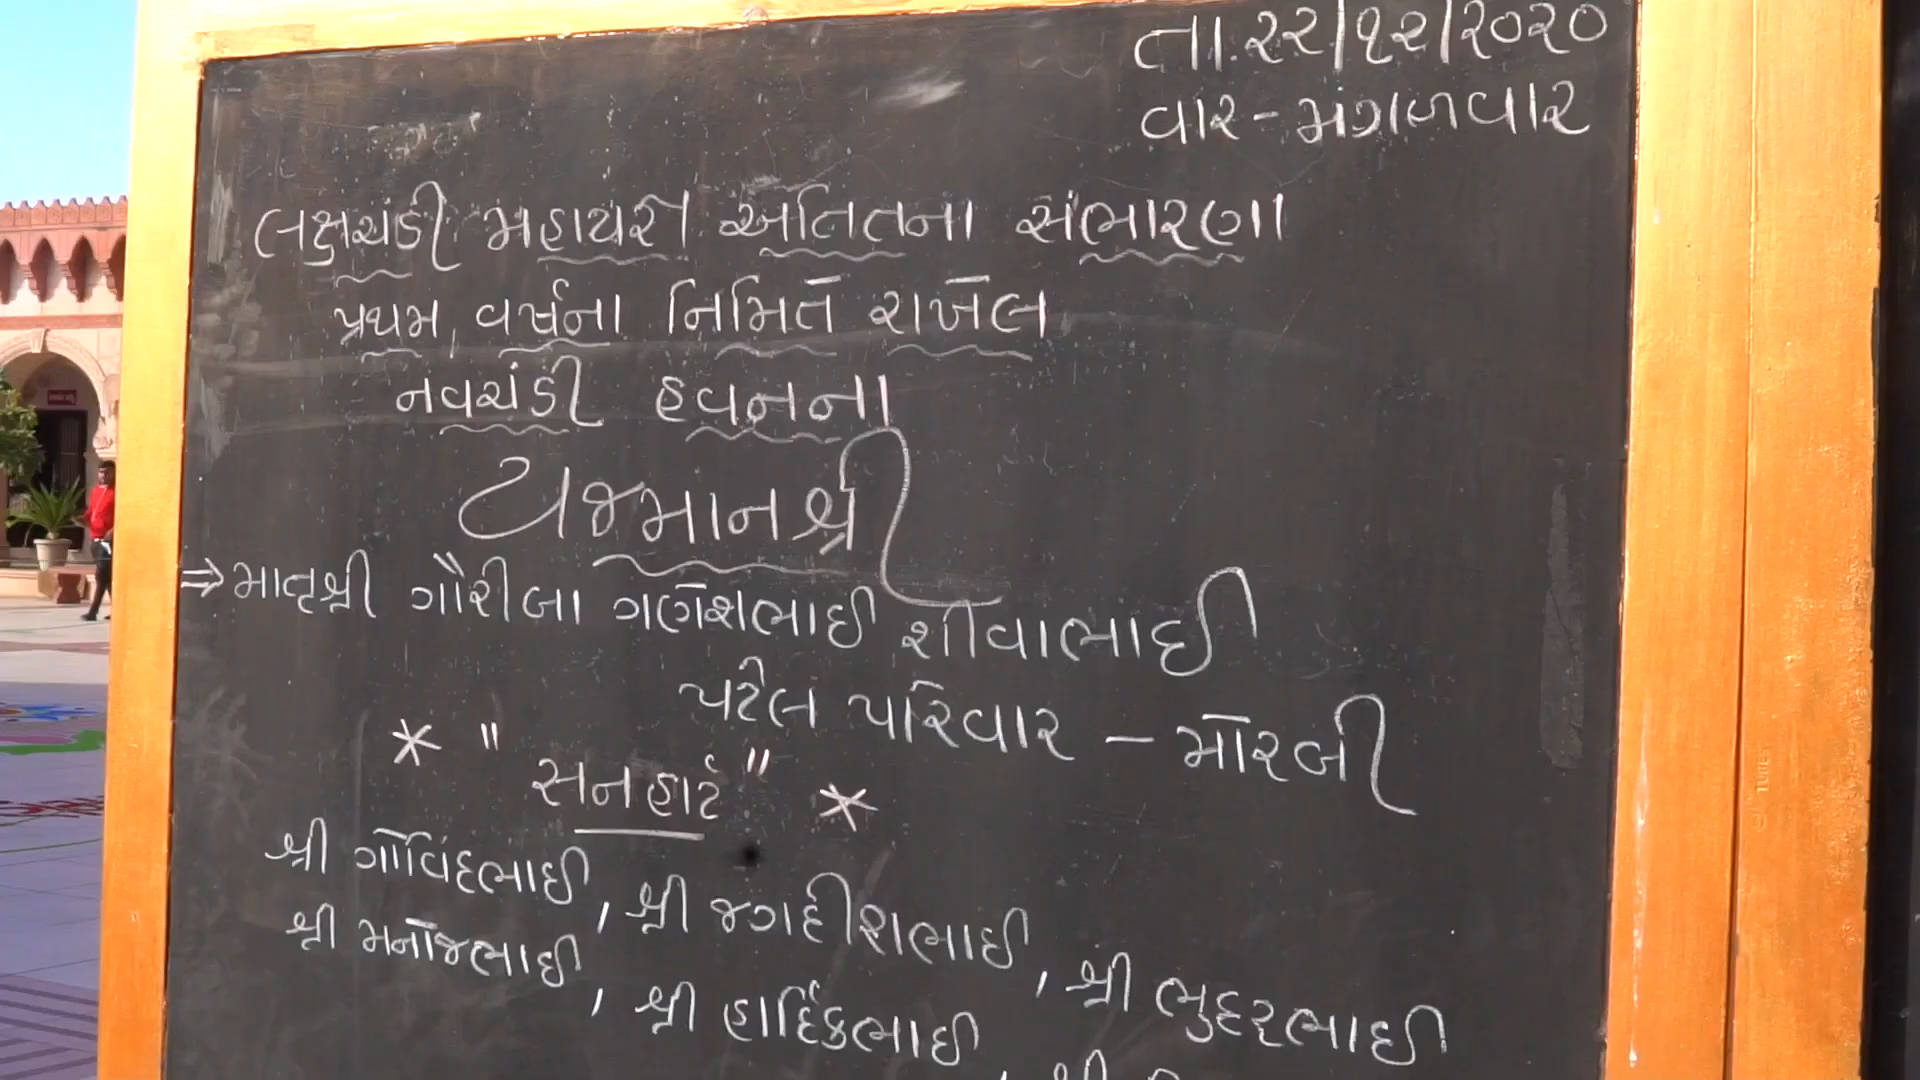 તા.૨૨/૧૨/૨૦૨૦
વાર-મંગળવાર
લક્ષચંડી મહાયજ્ઞ અતિતના સંભારણા
પ્રથમ વર્ષના નિમિતે રાખેલ
નવચંડી હવનના
યજમાનશ્રી
⇒માતૃશ્રી ગૌરીબા ગણેશભાઈ શીવાભાઈ
પટેલ પરિવાર - મોરબી
* " સનહાર્ટ " *
શ્રી ગોવિંદભાઈ, શ્રી જગદીશભાઈ, શ્રી ભુદરભાઈ
શ્રી મનોજભાઈ, શ્રી હાર્દિકભાઈ, શ્રી